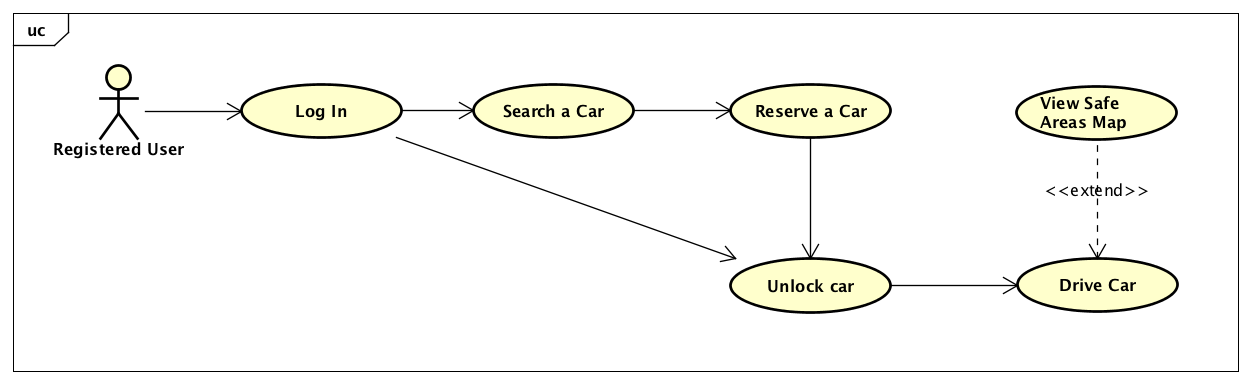 uc
Registered User
Log In
Search a Car
Reserve a Car
View Safe
Areas Map
<<extend>>
Unlock car
Drive Car